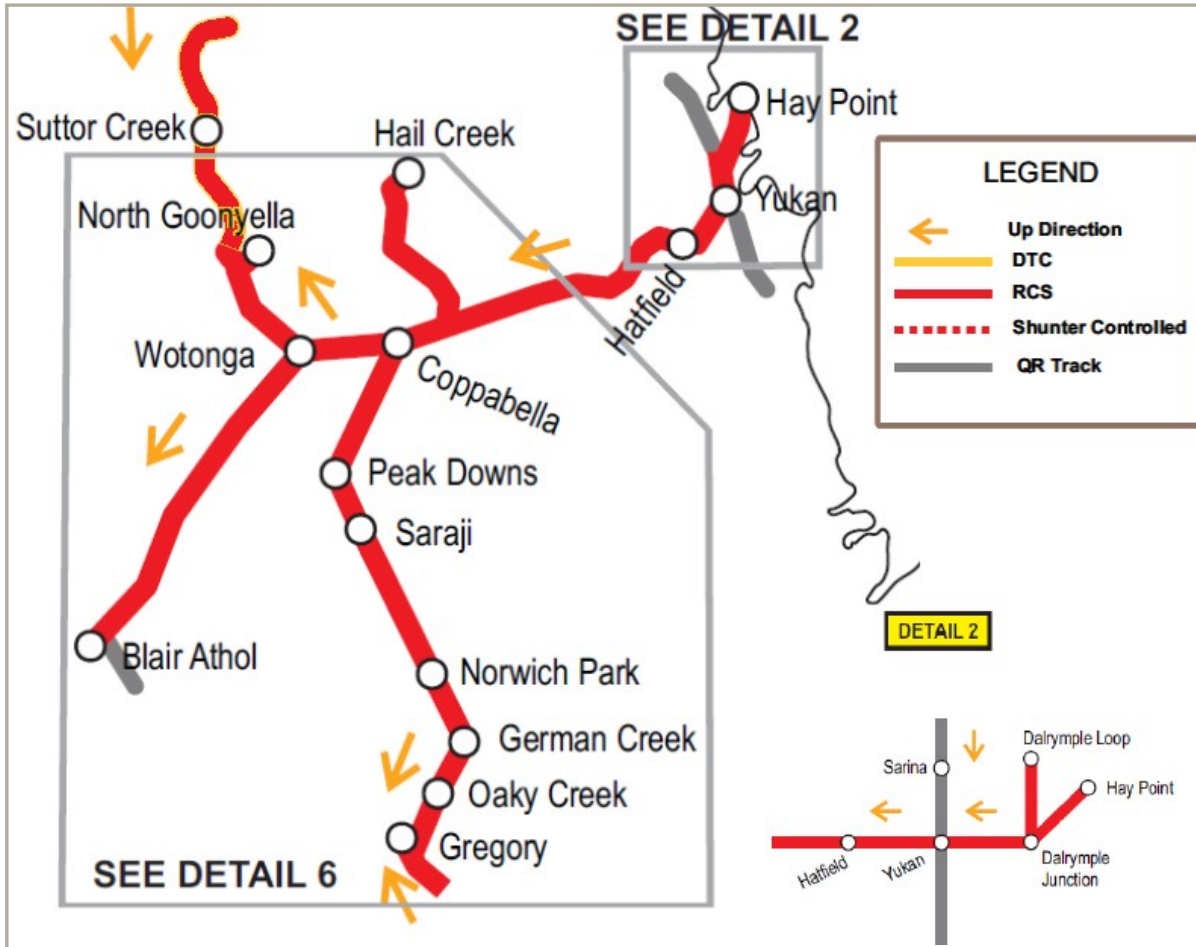 SEE DETAIL 2
Hay Point
Suttor Creek
Hail Creek
LEGEND
North Goonyella
Yukan
Up Direction
DTC
RCS
Shunter Controlled
QR Track
Hatfield
Wotonga
Coppabella
Peak Downs
Saraji
DETAIL 2
Blair Athol
Norwich Park
German Creek
Oaky Creek
Gregory
SEE DETAIL 6
Dalrymple Loop
Sarina
Hay Point
Hatfield
Yukan
Dalrymple
Junction